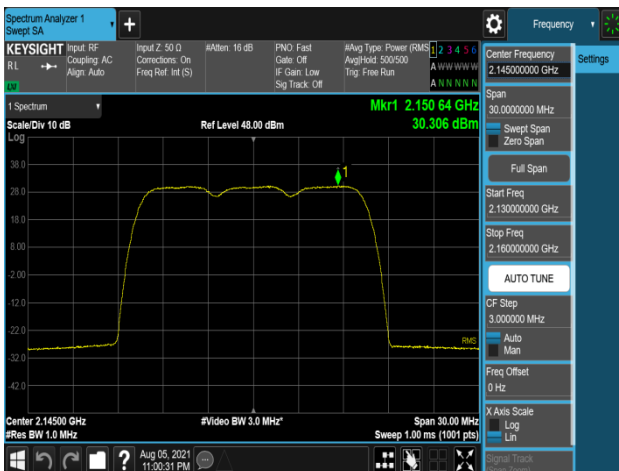 Spectrum Analyzer 1
Swept SA
+
Frequency
KEYSIGHT
RL
LW
Input: RF
Coupling: AC
Align: Auto
Input Z: 50 Ω
Corrections: On
Freq Ref: Int (S)
#Atten: 16 dB
PNO: Fast
Gate: Off
IF Gain: Low
Sig Track: Off
#Avg Type: Power (RMS
Avg|Hold: 500/500
Trig: Free Run
1 2 3 4 5 6
A W W W W W
A N N N N N
1 Spectrum
Scale/Div 10 dB
Log
Ref Level 48.00 dBm
Mkr1 2.150 64 GHz
30.306 dBm
38.0
28.0
18.0
8.00
-2.00
-12.0
-22.0
-32.0
-42.0
1
RMS
Center 2.14500 GHz
#Res BW 1.0 MHz
#Video BW 3.0 MHz*
Span 30.00 MHz
Sweep 1.00 ms (1001 pts)
?
Aug 05, 2021
11:00:31 PM
Center Frequency
2.145000000 GHz
Settings
Span
30.0000000 MHz
Swept Span
Zero Span
Full Span
Start Freq
2.130000000 GHz
Stop Freq
2.160000000 GHz
AUTO TUNE
CF Step
3.000000 MHz
Auto
Man
Freq Offset
0 Hz
X Axis Scale
Log
Lin
Signal Track
(Span Zoom)